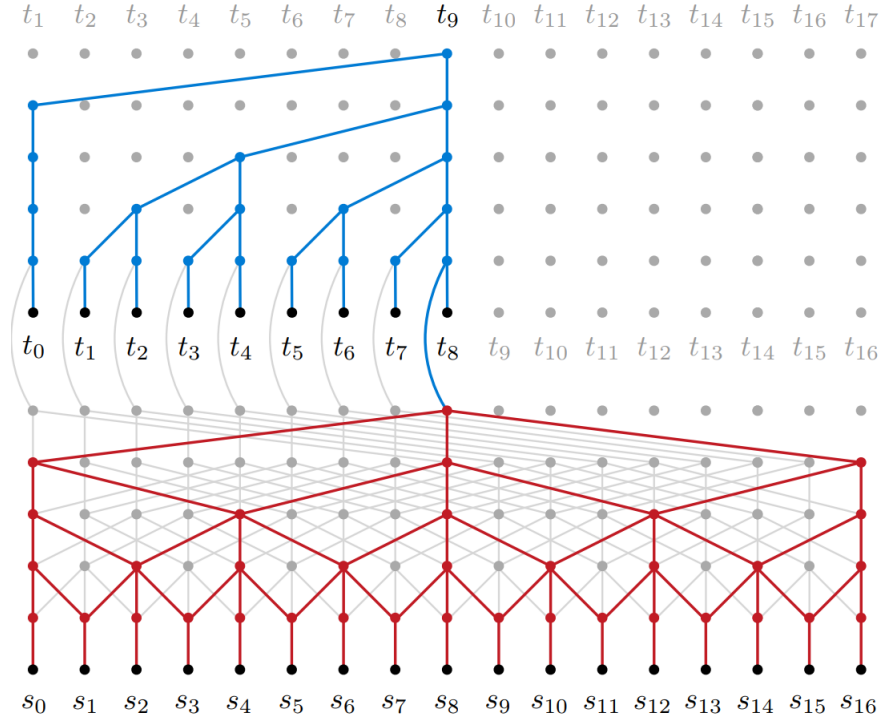 t₁ t₂ t₃ t₄ t₅ t₆ t₇ t₈ t₉ t₁₀ t₁₁ t₁₂ t₁₃ t₁₄ t₁₅ t₁₆ t₁₇
t₀ t₁ t₂ t₃ t₄ t₅ t₆ t₇ t₈ t₉ t₁₀ t₁₁ t₁₂ t₁₃ t₁₄ t₁₅ t₁₆
s₀ s₁ s₂ s₃ s₄ s₅ s₆ s₇ s₈ s₉ s₁₀ s₁₁ s₁₂ s₁₃ s₁₄ s₁₅ s₁₆